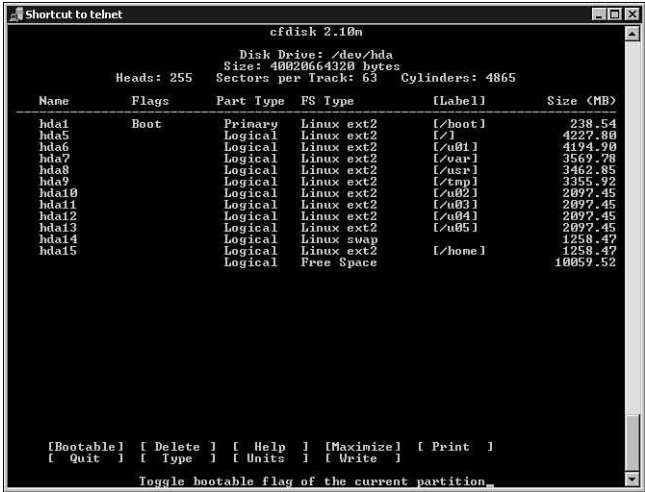 Shortcut to telnet
cfdisk 2.10m
Disk Drive: /dev/hda
Size: 40020664320 bytes
Heads: 255 Sectors per Track: 63 Cylinders: 4865
Name Flags Part Type FS Type [Label] Size (MB)
hda1 Boot Primary Linux ext2 [/boot] 238.54
hda5 Logical Linux ext2 [/] 4227.80
hda6 Logical Linux ext2 [/u01] 4194.90
hda7 Logical Linux ext2 [/var] 3569.78
hda8 Logical Linux ext2 [/usr] 3462.85
hda9 Logical Linux ext2 [/tmp] 3355.92
hda10 Logical Linux ext2 [/u02] 2097.45
hda11 Logical Linux ext2 [/u03] 2097.45
hda12 Logical Linux ext2 [/u04] 2097.45
hda13 Logical Linux ext2 [/u05] 2097.45
hda14 Logical Linux swap 1258.47
hda15 Logical Linux ext2 [/home] 1258.47
Logical Free Space 10059.52
[Bootable] [ Delete ] [ Help ] [Maximize] [ Print ]
[ Quit ] [ Type ] [ Units ] [ Write ]
Toggle bootable flag of the current partition_